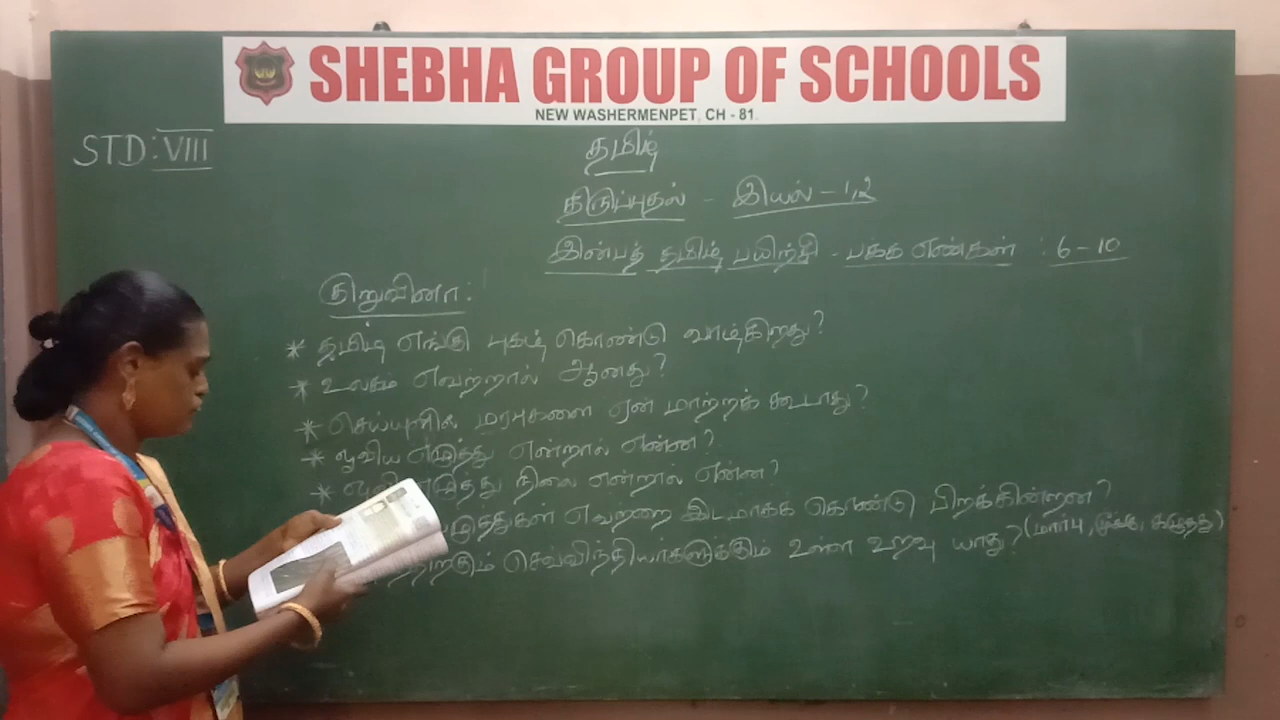 SHEBHA GROUP OF SCHOOLS
NEW WASHERMENPET, CH - 81.
STD: VIII
தமிழ்
திருப்புதல் - இயல் - 1,2
இன்பத் தமிழ் பயிற்சி - பக்க எண்கள் : 6 - 10
குறுவினா :
* தமிழ் எங்கு புகழ் கொண்டு வாழ்கிறது?
* உலகம் எவற்றால் ஆனது?
* செய்யுளில் மரபுகளை ஏன் மாற்றக் கூடாது?
* ஓவிய எழுத்து என்றால் என்ன?
* நிலை என்றால் என்ன?
எவற்றை இடமாகக் கொண்டு பிறக்கின்றன?
செவ்விந்தியர்களுக்கும் உள்ள உறவு யாது? (மார்பு, மூக்கு, கழுத்து)